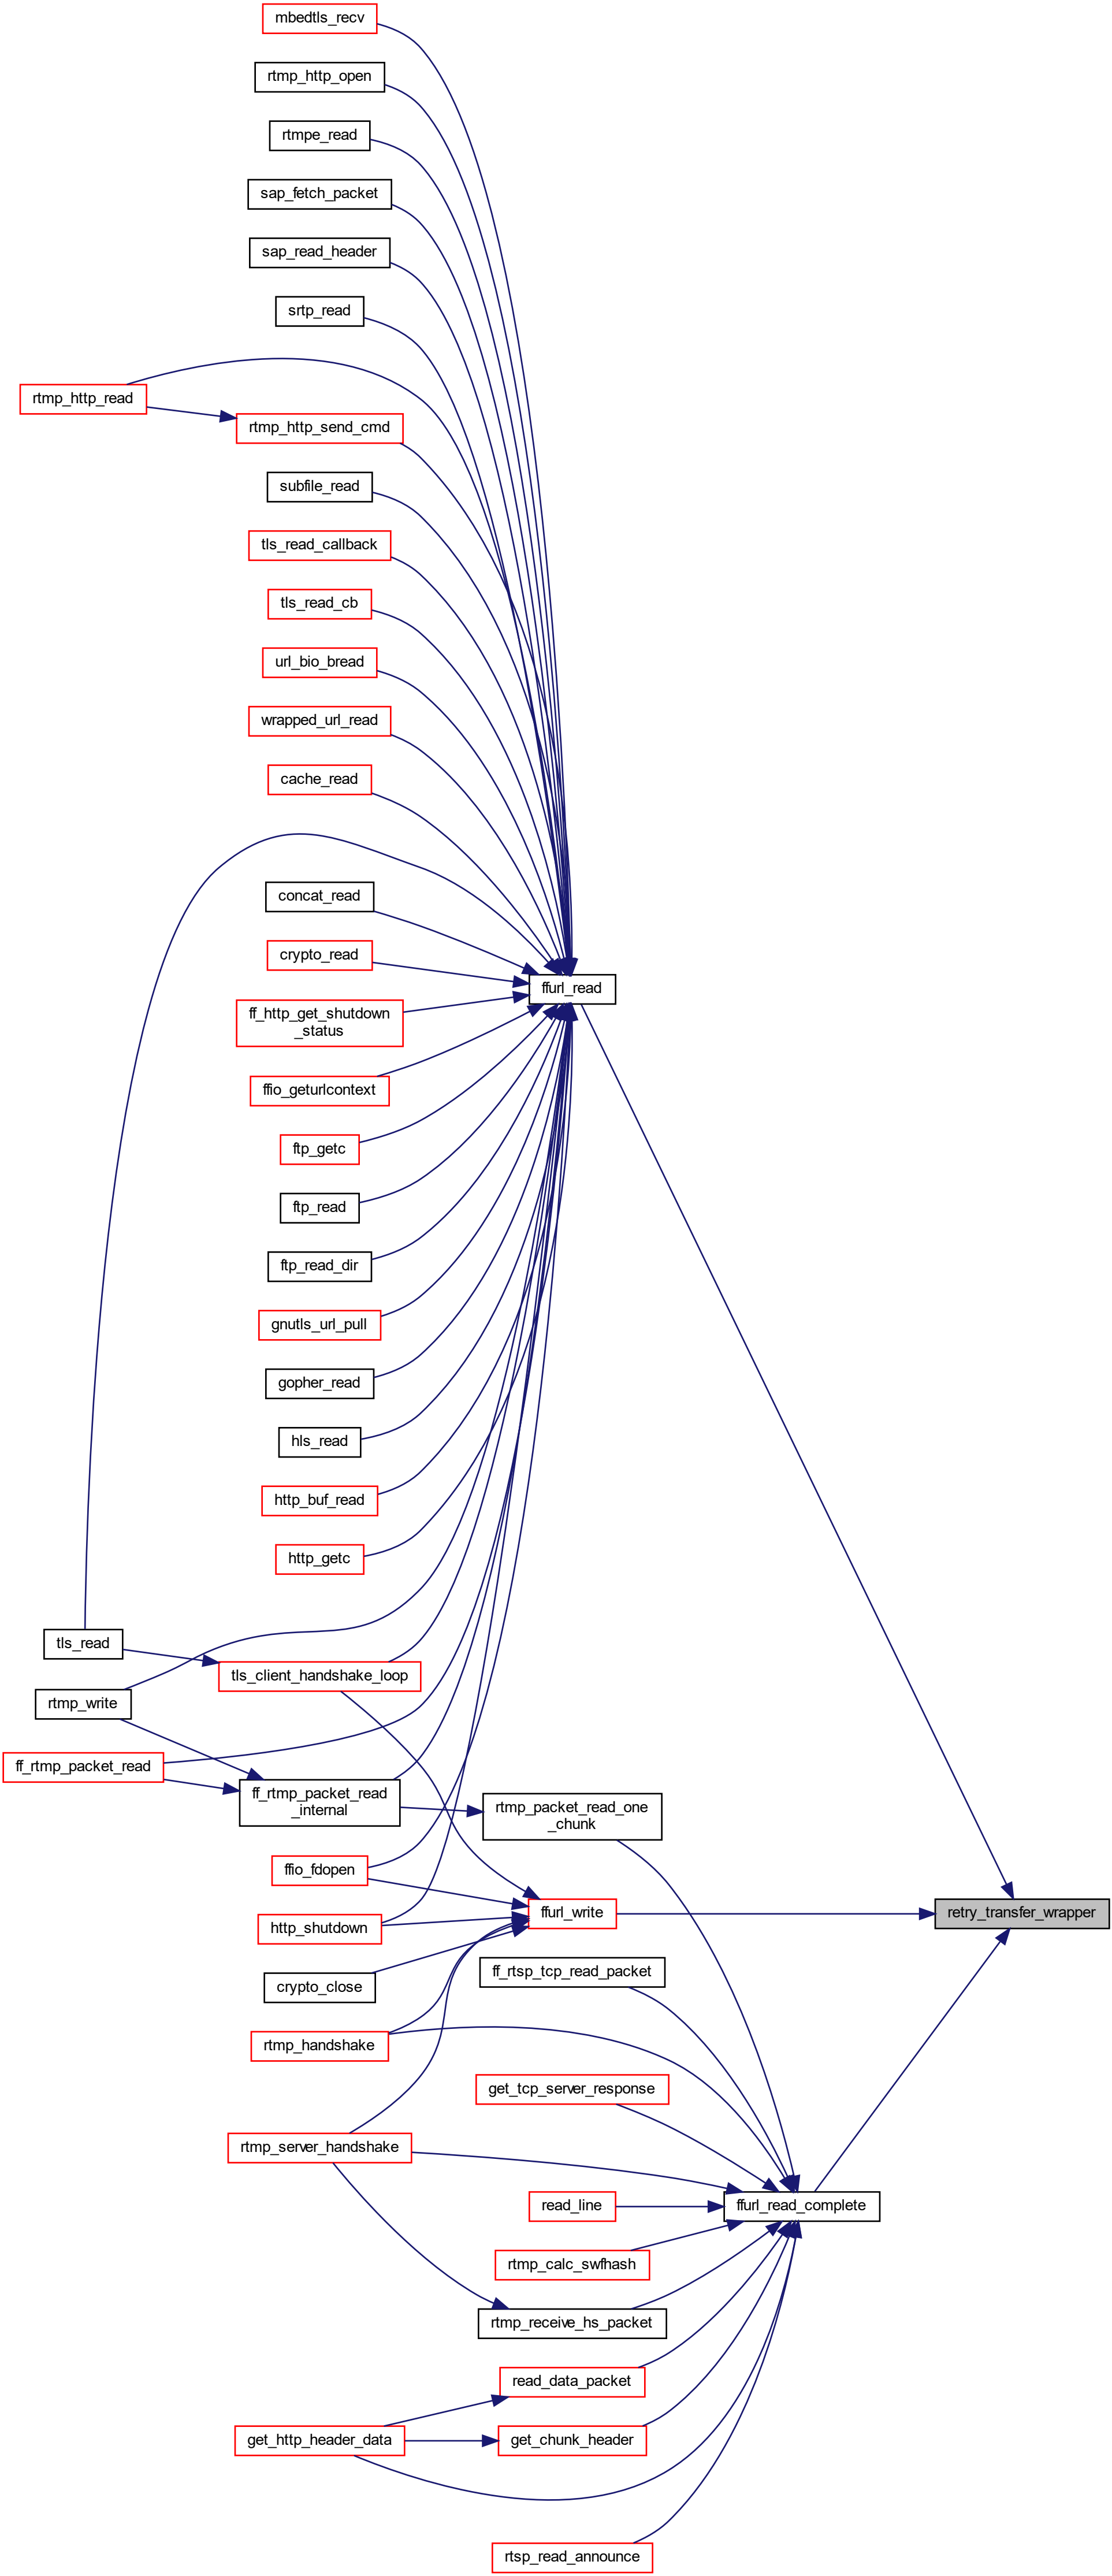 mbedtls_recv
rtmp_http_open
rtmpe_read
sap_fetch_packet
sap_read_header
srtp_read
rtmp_http_read
rtmp_http_send_cmd
subfile_read
tls_read_callback
tls_read_cb
url_bio_bread
wrapped_url_read
cache_read
concat_read
crypto_read
ffurl_read
ff_http_get_shutdown
_status
ffio_geturlcontext
ftp_getc
ftp_read
ftp_read_dir
gnutls_url_pull
gopher_read
hls_read
http_buf_read
http_getc
tls_read
tls_client_handshake_loop
rtmp_write
ff_rtmp_packet_read
ff_rtmp_packet_read
_internal
rtmp_packet_read_one
_chunk
ffio_fdopen
ffurl_write
retry_transfer_wrapper
http_shutdown
ff_rtsp_tcp_read_packet
crypto_close
rtmp_handshake
get_tcp_server_response
rtmp_server_handshake
read_line
ffurl_read_complete
rtmp_calc_swfhash
rtmp_receive_hs_packet
read_data_packet
get_http_header_data
get_chunk_header
rtsp_read_announce